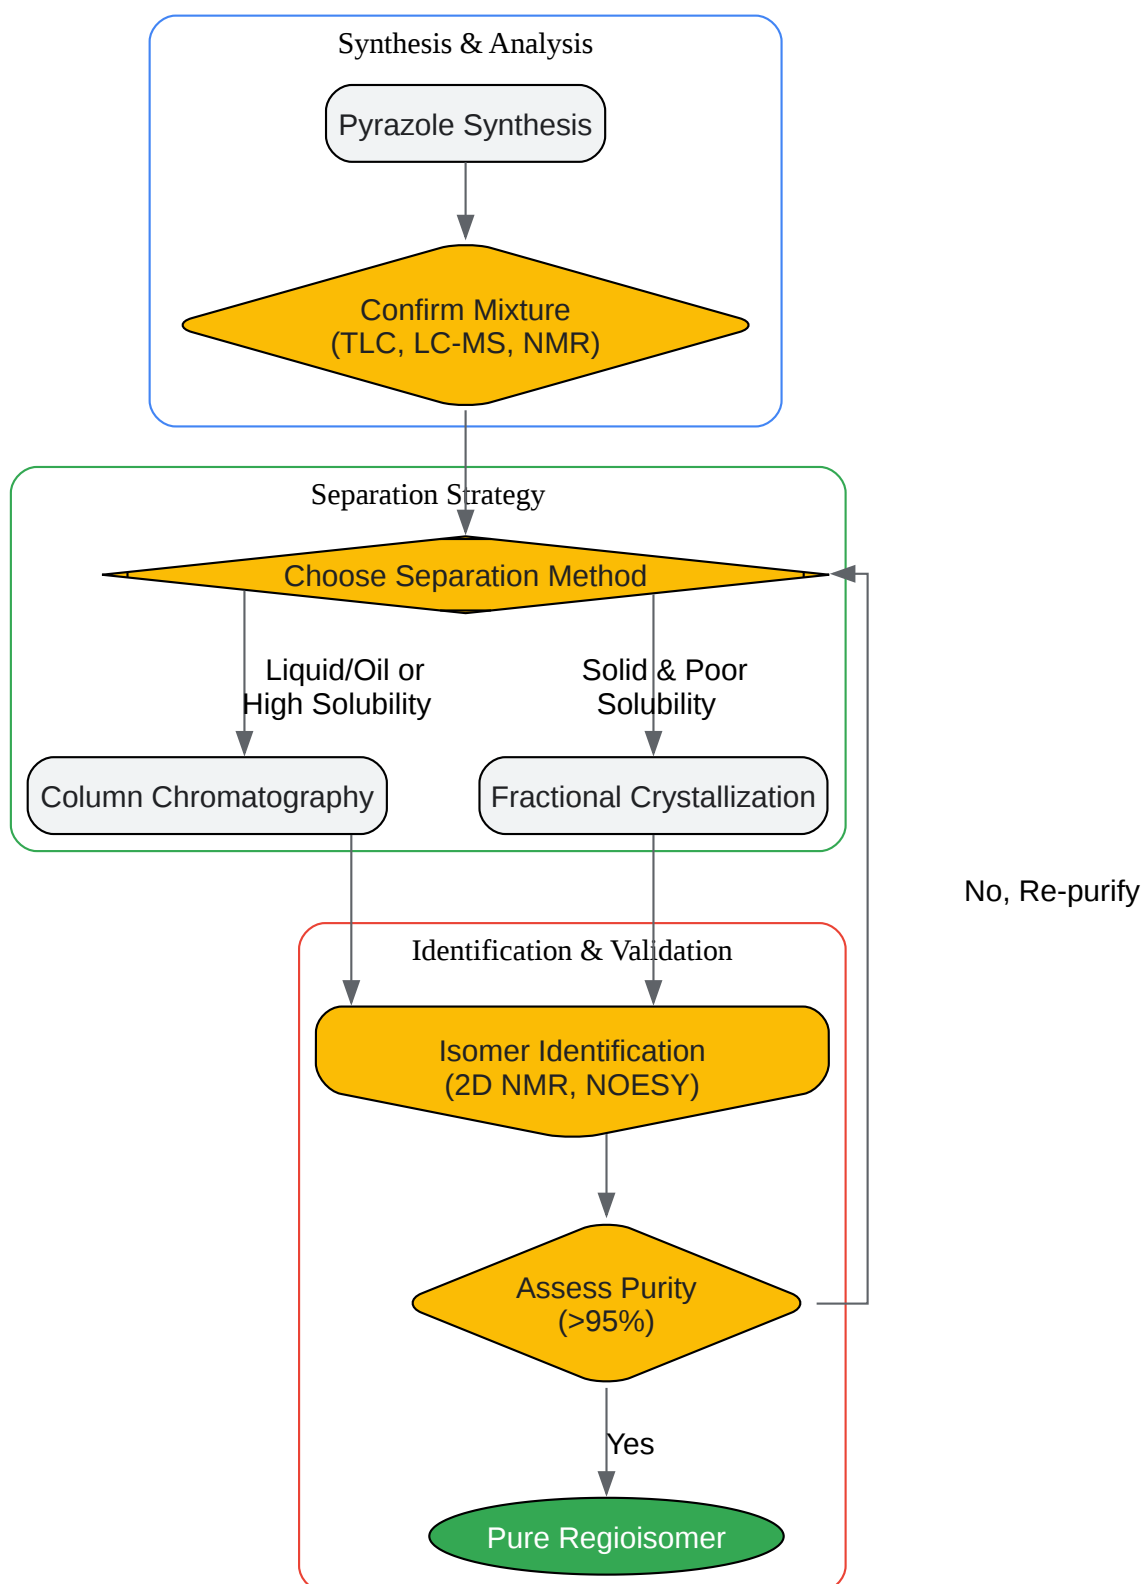 Synthesis & Analysis
Pyrazole Synthesis
Confirm Mixture
(TLC, LC-MS, NMR)
Separation Strategy
Choose Separation Method
Liquid/Oil or
High Solubility
Solid & Poor
Solubility
Column Chromatography
Fractional Crystallization
No, Re-purify
Identification & Validation
Isomer Identification
(2D NMR, NOESY)
Assess Purity
(>95%)
Yes
Pure Regioisomer